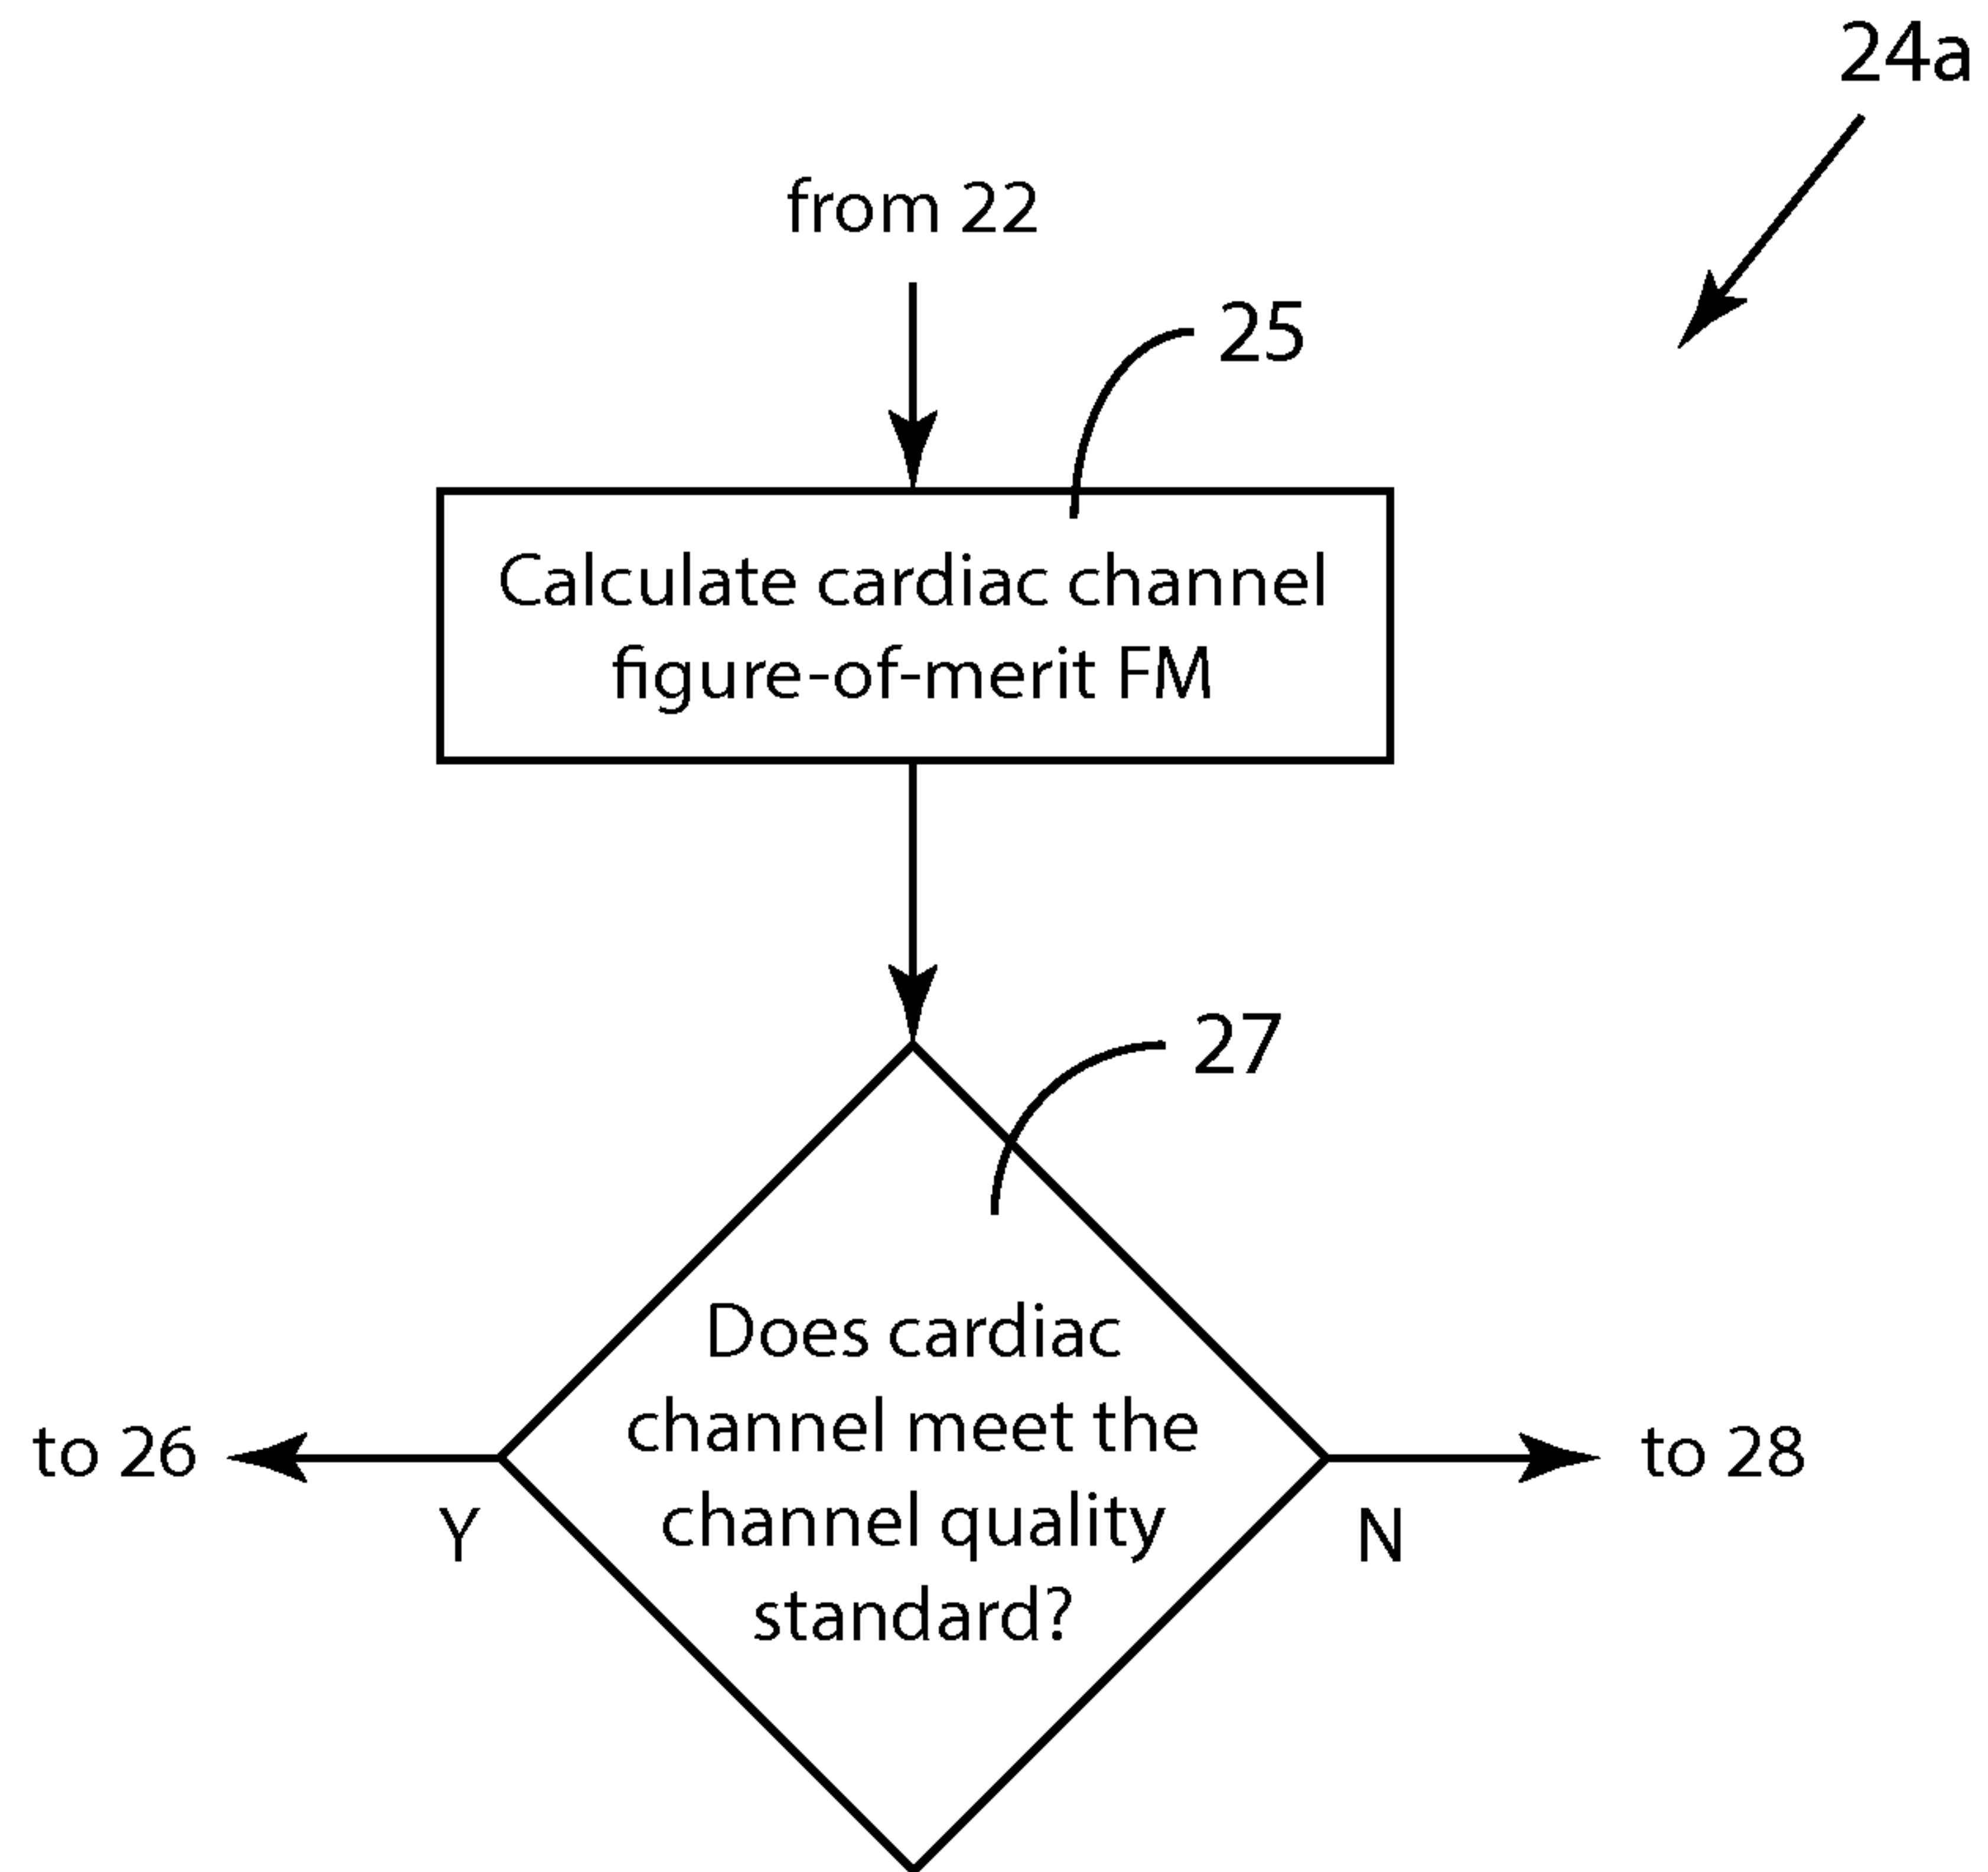 24a
from 22
25
Calculate cardiac channel
figure-of-merit FM
27
Does cardiac
channel meet the
channel quality
standard?
to 26
Y
to 28
N